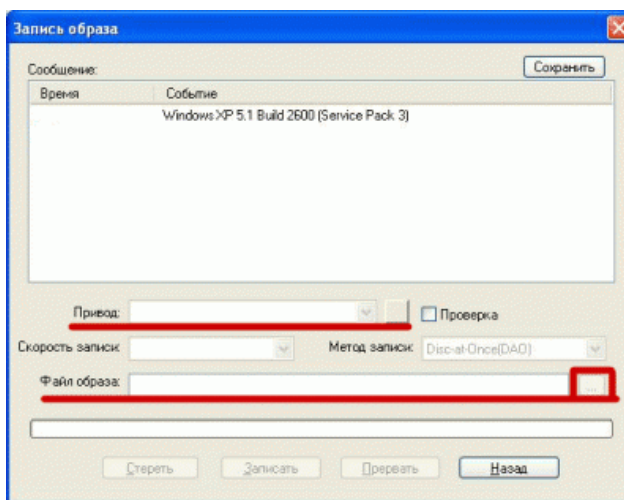 Запись образа
Сообщение: Сохранить
Время Событие
Windows XP 5.1 Build 2600 (Service Pack 3)
Привод: Проверка
Скорость записи: Метод записи: Disc-at-Once(DAO)
Файл образа: ...
Стереть Записать Прервать Назад